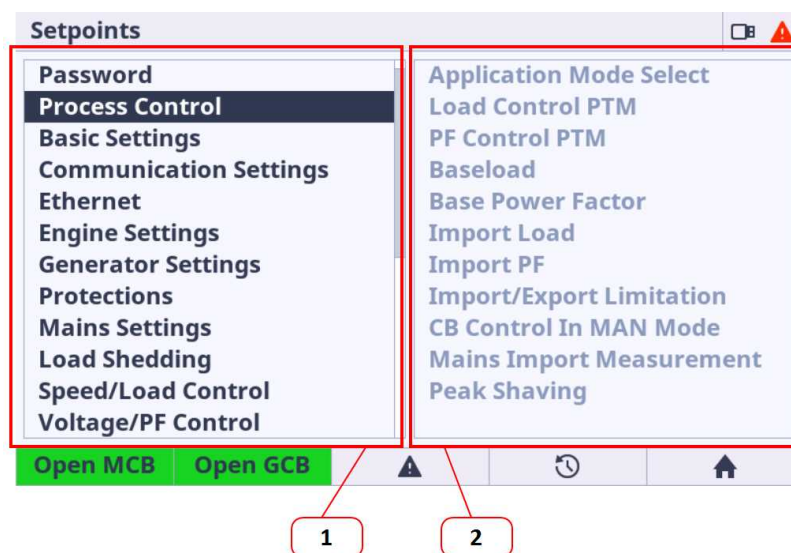 Setpoints
Password
Process Control
Basic Settings
Communication Settings
Ethernet
Engine Settings
Generator Settings
Protections
Mains Settings
Load Shedding
Speed/Load Control
Voltage/PF Control
Application Mode Select
Load Control PTM
PF Control PTM
Baseload
Base Power Factor
Import Load
Import PF
Import/Export Limitation
CB Control In MAN Mode
Mains Import Measurement
Peak Shaving
Open MCB Open GCB
1 2